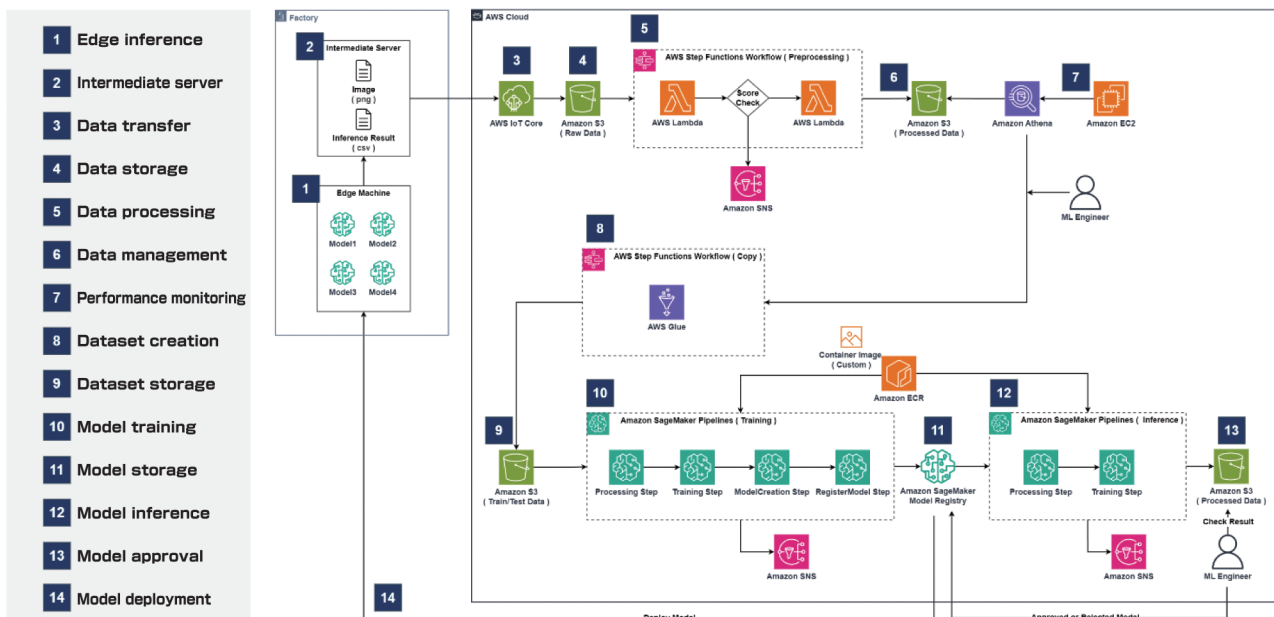 1 Edge inference
2 Intermediate server
3 Data transfer
4 Data storage
5 Data processing
6 Data management
7 Performance monitoring
8 Dataset creation
9 Dataset storage
10 Model training
11 Model storage
12 Model inference
13 Model approval
14 Model deployment
Factory
2
Intermediate Server
Image
( png )
Inference Result
( csv )
1
Edge Machine
Model1 Model2
Model3 Model4
AWS Cloud
3
AWS IoT Core
4
Amazon S3
( Raw Data )
5
AWS Step Functions Workflow ( Preprocessing )
AWS Lambda
Score
Check
AWS Lambda
Amazon SNS
6
Amazon S3
( Processed Data )
Amazon Athena
7
Amazon EC2
ML Engineer
8
AWS Step Functions Workflow ( Copy )
AWS Glue
Container Image
( Custom )
Amazon ECR
9
Amazon S3
( Train/Test Data )
10
Amazon SageMaker Pipelines ( Training )
Processing Step
Training Step
ModelCreation Step
RegisterModel Step
Amazon SNS
11
Amazon SageMaker
Model Registry
12
Amazon SageMaker Pipelines ( Inference )
Processing Step
Training Step
Amazon SNS
13
Amazon S3
( Processed Data )
Check Result
ML Engineer
14
Deploy Model
Approved or Rejected Model